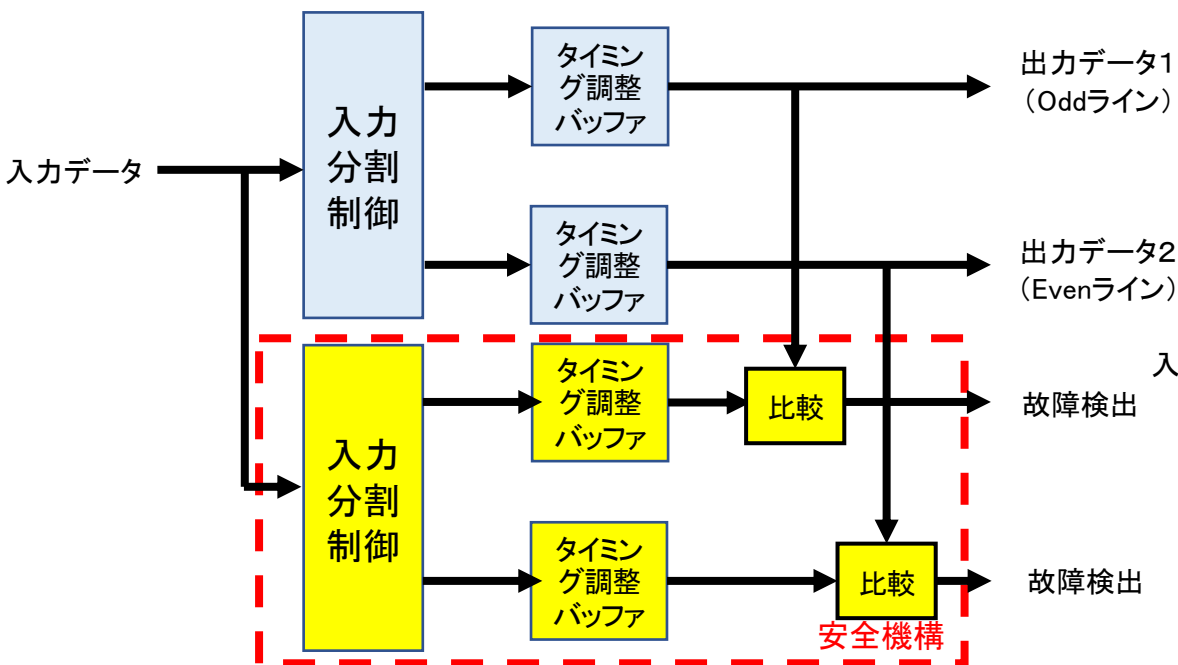 入力データ
入力
分割
制御
タイミン
グ調整
バッファ
出力データ1
（Oddライン）
タイミン
グ調整
バッファ
出力データ２
（Evenライン）
入力
分割
制御
タイミン
グ調整
バッファ
比較
故障検出
入
タイミン
グ調整
バッファ
比較
故障検出
安全機構